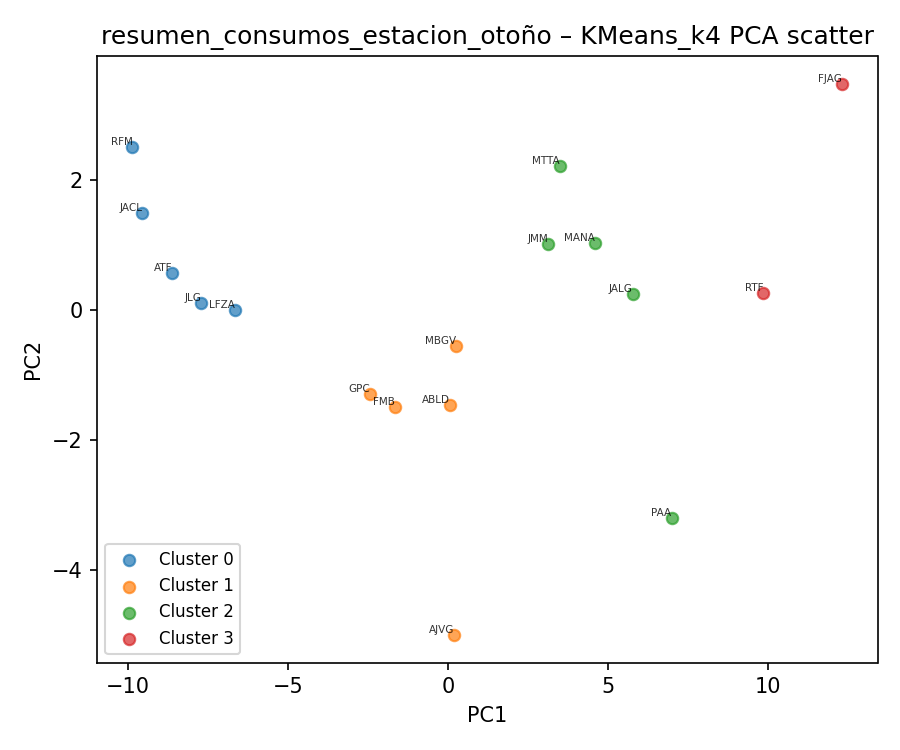 resumen_consumos_estacion_otoño – KMeans_k4 PCA scatter
FJAG
RFM
MTTA
JACL
JMM
MANA
ATF
JALG
RTF
JLG
LFZA
MBGV
GPC
FMB
ABLD
PAA
AJVG
2
0
−2
−4
PC2
Cluster 0
Cluster 1
Cluster 2
Cluster 3
−10
−5
0
5
10
PC1